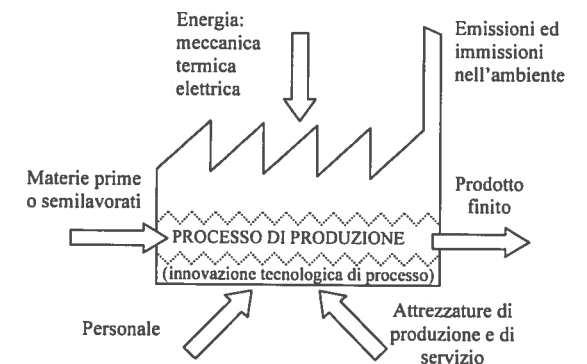 Energia:
meccanica
termica
elettrica
Emissioni ed
immissioni
nell'ambiente
Materie prime
o semilavorati
Prodotto
finito
PROCESSO DI PRODUZIONE
(innovazione tecnologica di processo)
Personale
Attrezzature di
produzione e di
servizio